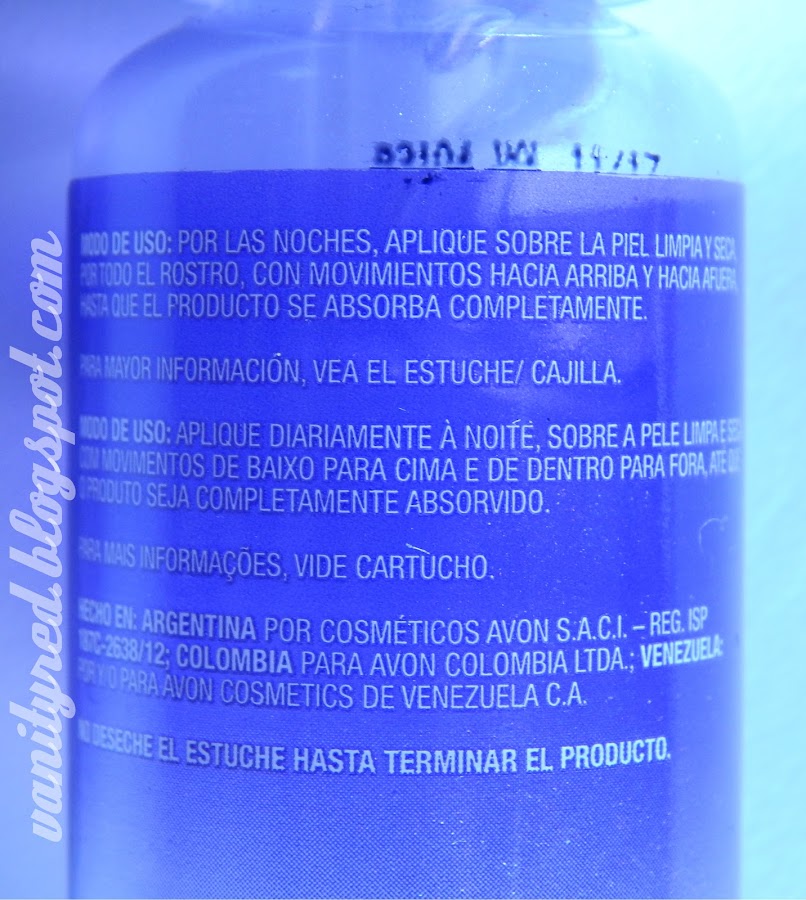 11/17
MODO DE USO: POR LAS NOCHES, APLIQUE SOBRE LA PIEL LIMPIA Y SECA,
POR TODO EL ROSTRO, CON MOVIMIENTOS HACIA ARRIBA Y HACIA AFUERA,
HASTA QUE EL PRODUCTO SE ABSORBA COMPLETAMENTE.
PARA MAYOR INFORMACIÓN, VEA EL ESTUCHE/ CAJILLA.
MODO DE USO: APLIQUE DIARIAMENTE À NOITE, SOBRE A PELE LIMPA E SECA
COM MOVIMENTOS DE BAIXO PARA CIMA E DE DENTRO PARA FORA, ATÉ QUE
O PRODUTO SEJA COMPLETAMENTE ABSORVIDO.
PARA MAIS INFORMAÇÕES, VIDE CARTUCHO.
HECHO EN: ARGENTINA POR COSMÉTICOS AVON S.A.C.I. – REG. ISP
197C-2638/12; COLOMBIA PARA AVON COLOMBIA LTDA.; VENEZUELA:
POR Y/O PARA AVON COSMETICS DE VENEZUELA C.A.
NO DESECHE EL ESTUCHE HASTA TERMINAR EL PRODUCTO.
vanityred.blogspot.com